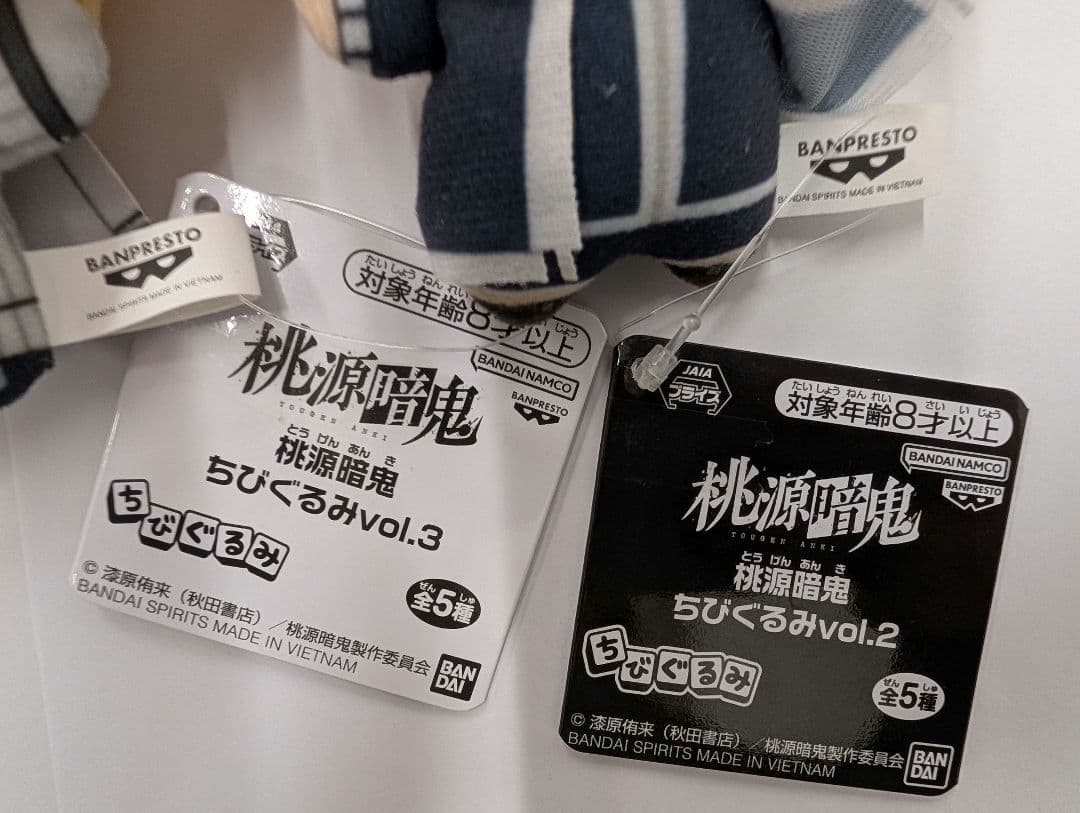 BANPRESTO
BANDAI SPIRITS MADE IN VIETNAM
たいしょうねんれい じょう
対象年齢8才以上
BANDAI NAMCO
BANPRESTO
桃源暗鬼
TOUGEN ANKI
とうげんあんき
桃源暗鬼
ちびぐるみvol.3
ちびぐるみ
ぜん しゅ
全5種
© 漆原侑来（秋田書店）／桃源暗鬼製作委員会
BANDAI SPIRITS MADE IN VIETNAM
BANDAI
BANPRESTO
BANDAI SPIRITS MADE IN VIETNAM
JAIA
プライズ
たいしょうねんれい さいいじょう
対象年齢8才以上
BANDAI NAMCO
BANPRESTO
桃源暗鬼
TOUGEN ANKI
とうげんあんき
桃源暗鬼
ちびぐるみvol.2
ちびぐるみ
ぜん しゅ
全5種
© 漆原侑来（秋田書店）／桃源暗鬼製作委員会
BANDAI SPIRITS MADE IN VIETNAM
BANDAI